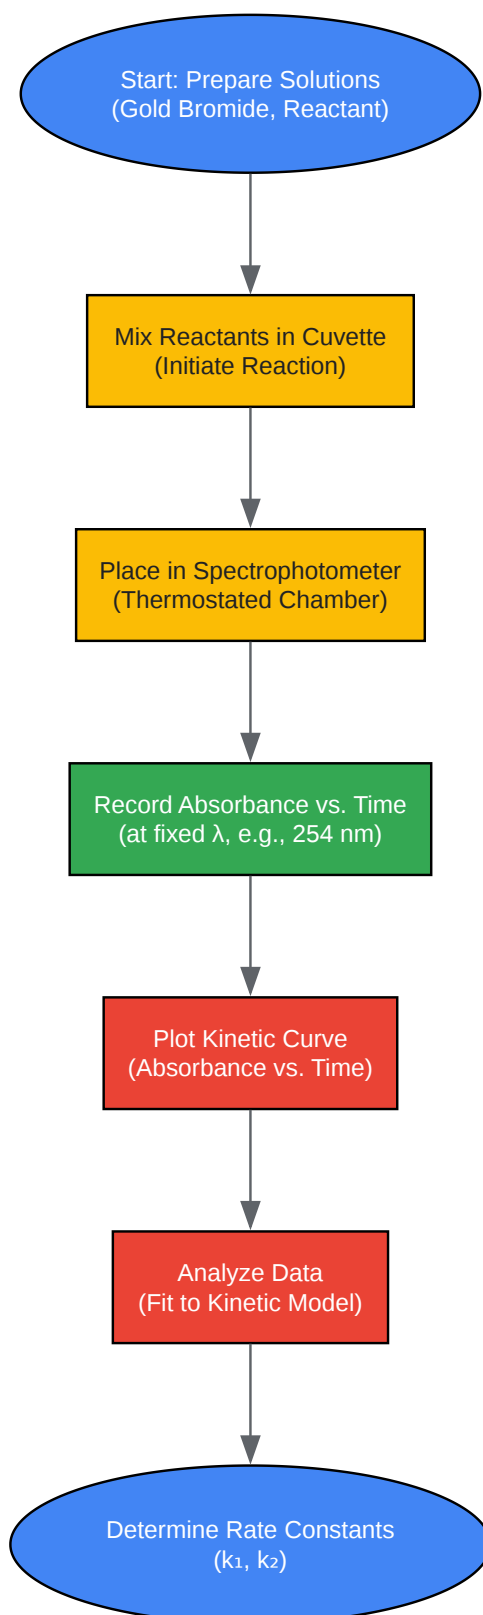 Start: Prepare Solutions
(Gold Bromide, Reactant)
Mix Reactants in Cuvette
(Initiate Reaction)
Place in Spectrophotometer
(Thermostated Chamber)
Record Absorbance vs. Time
(at fixed λ, e.g., 254 nm)
Plot Kinetic Curve
(Absorbance vs. Time)
Analyze Data
(Fit to Kinetic Model)
Determine Rate Constants
(k₁, k₂)